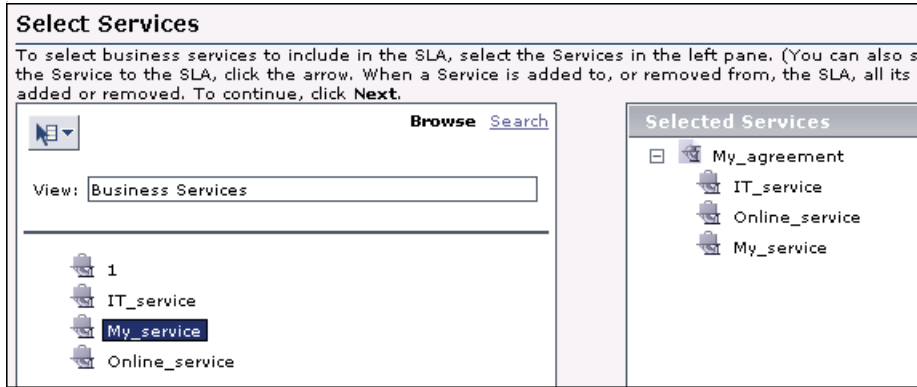 Select Services
To select business services to include in the SLA, select the Services in the left pane. (You can also s
the Service to the SLA, click the arrow. When a Service is added to, or removed from, the SLA, all its
added or removed. To continue, click Next.
Browse Search
View: Business Services
1
IT_service
My_service
Online_service
Selected Services
My_agreement
IT_service
Online_service
My_service